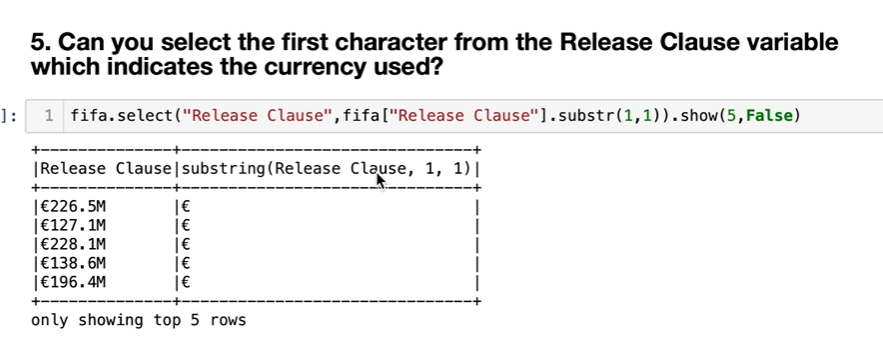 5. Can you select the first character from the Release Clause variable
which indicates the currency used?
]: 1 fifa.select("Release Clause",fifa["Release Clause"].substr(1,1)).show(5,False)
+--------------+-------------------------------+
|Release Clause|substring(Release Clause, 1, 1)|
+--------------+-------------------------------+
|€226.5M       |€                              |
|€127.1M       |€                              |
|€228.1M       |€                              |
|€138.6M       |€                              |
|€196.4M       |€                              |
+--------------+-------------------------------+
only showing top 5 rows